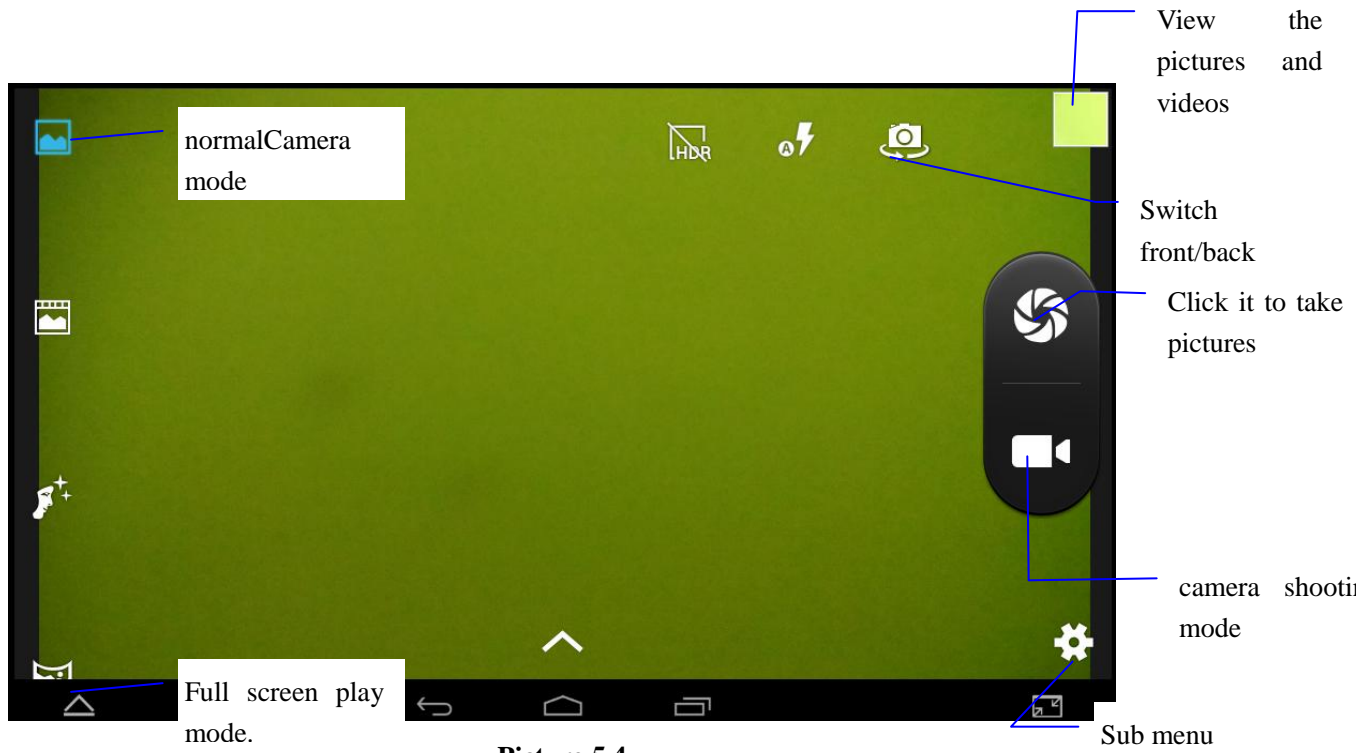 View the
pictures and
videos
normalCamera
mode
HDR
A
Switch
front/back
Click it to take
pictures
camera
mode
Full screen play
mode.
Sub menu